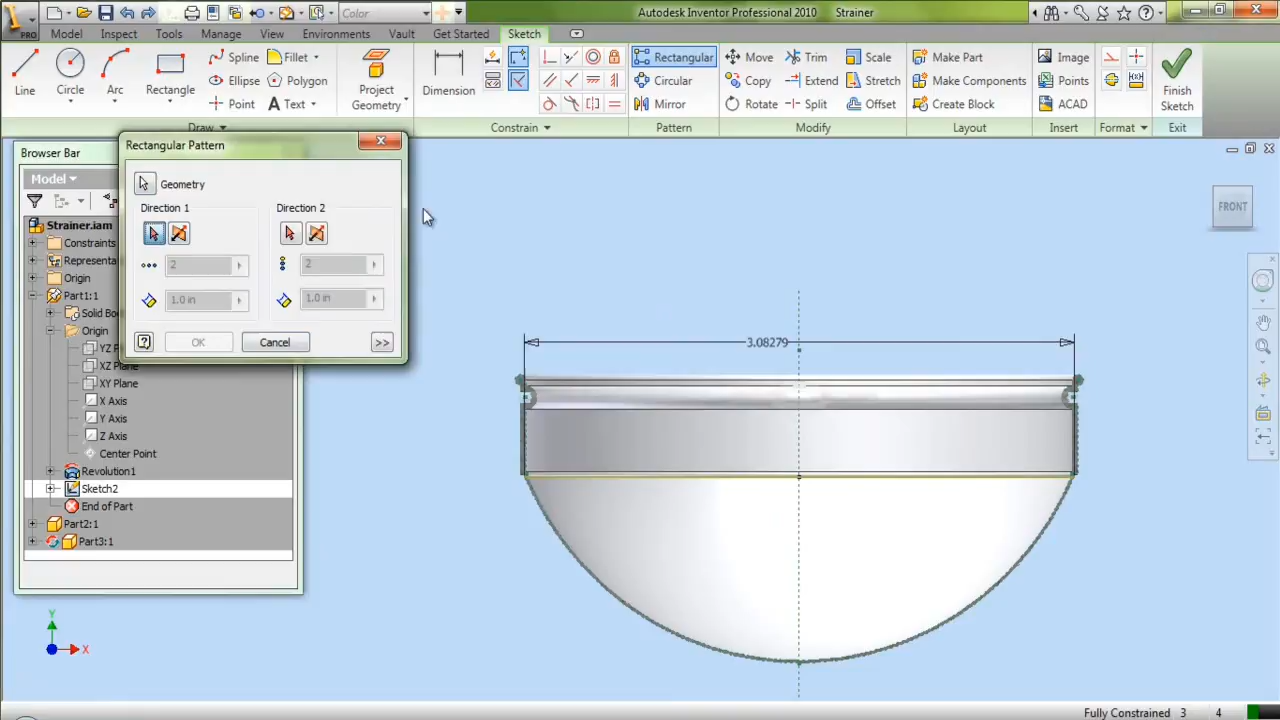 Color
Autodesk Inventor Professional 2010 Strainer
PRO
Model Inspect Tools Manage View Environments Vault Get Started Sketch
Line
Circle
Arc
Rectangle
Spline Fillet
Ellipse Polygon
Point Text
Project
Geometry
Dimension
Rectangular
Circular
Mirror
Move Trim Scale
Copy Extend Stretch
Rotate Split Offset
Make Part
Make Components
Create Block
Image
Points
ACAD
Finish
Sketch
Draw Constrain Pattern Modify Layout Insert Format Exit
Browser Bar
Model
Strainer.iam
Constraints
Representa
Origin
Part1:1
Solid Bod
Origin
YZ P
XZ Plane
XY Plane
X Axis
Y Axis
Z Axis
Center Point
Revolution1
Sketch2
End of Part
Part2:1
Part3:1
Rectangular Pattern
Geometry
Direction 1 Direction 2
2 2
1.0 in 1.0 in
OK Cancel >>
FRONT
3.08279
Y
X
Fully Constrained 3 4